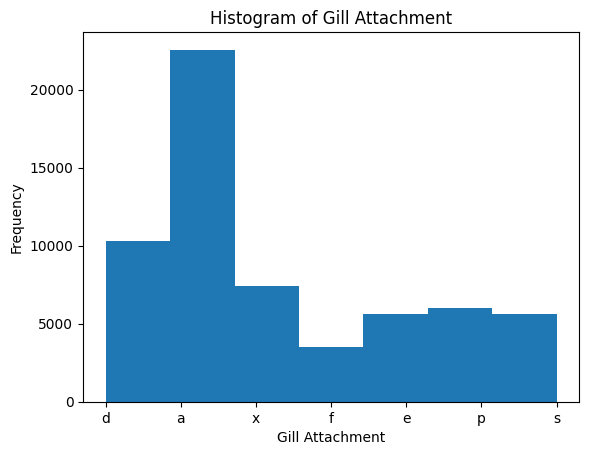 Histogram of Gill Attachment
20000
15000
10000
5000
0
Frequency
d a x f e p s
Gill Attachment